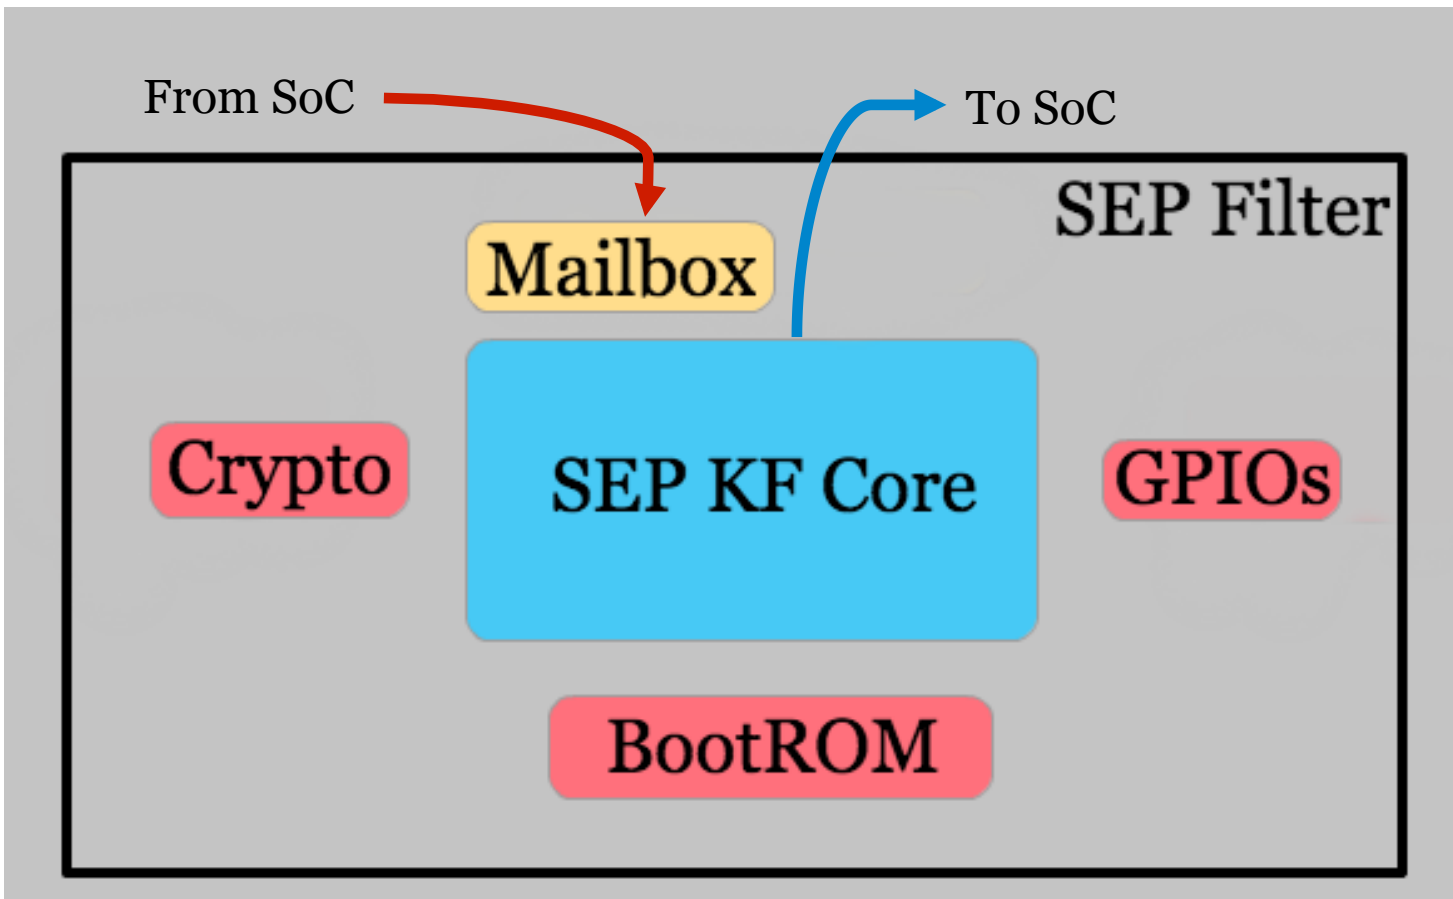 From SoC
To SoC
SEP Filter
Mailbox
Crypto
SEP KF Core
GPIOs
BootROM